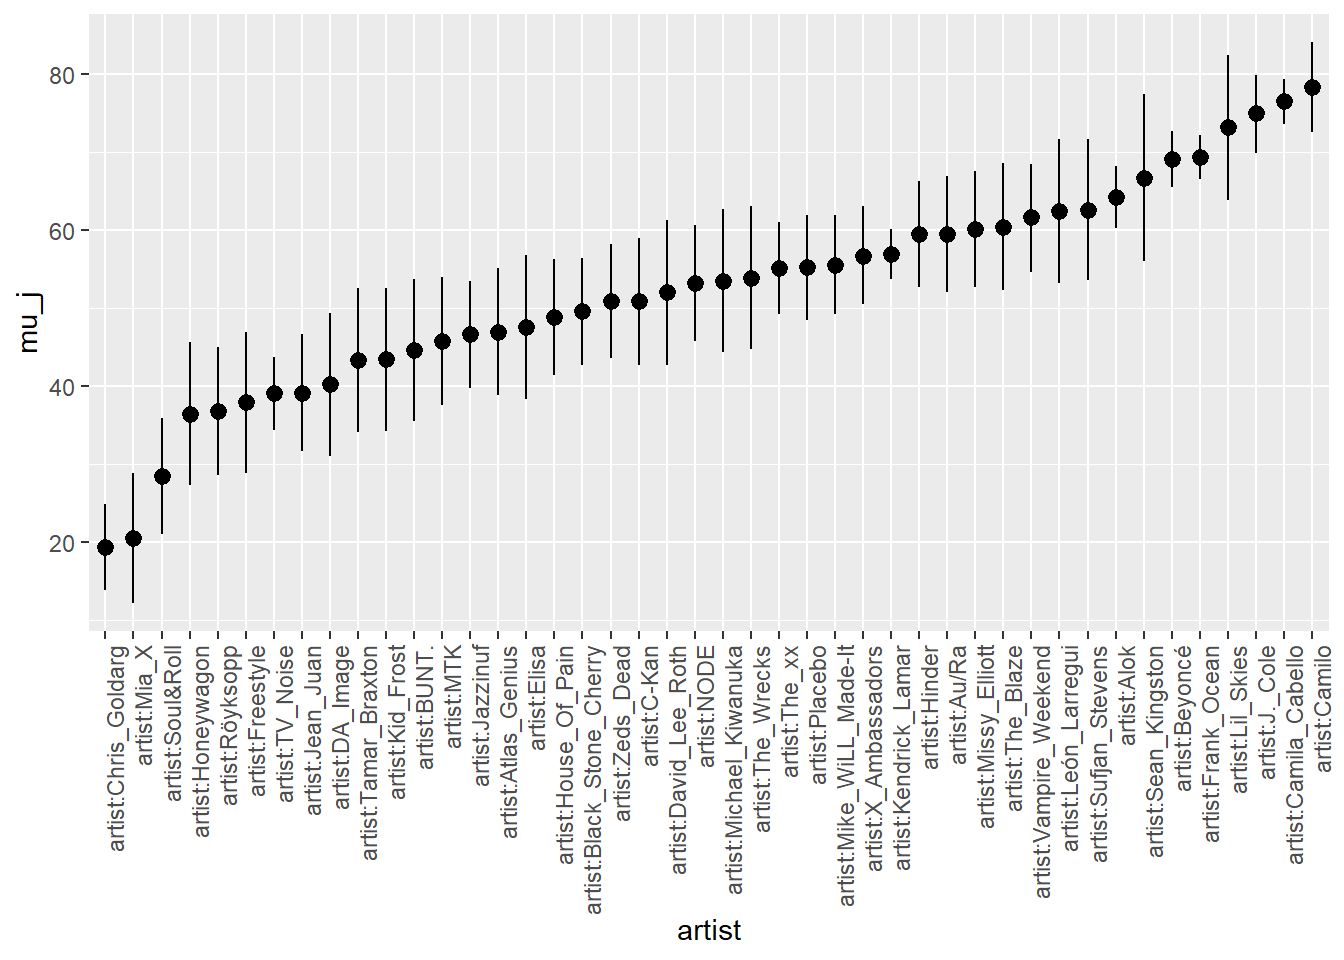 mu_j
80
60
40
20
artist:Chris_Goldarg
artist:Mia_X
artist:Soul&Roll
artist:Honeywagon
artist:Röyksopp
artist:Freestyle
artist:TV_Noise
artist:Jean_Juan
artist:DA_Image
artist:Tamar_Braxton
artist:Kid_Frost
artist:BUNT.
artist:MTK
artist:Jazzinuf
artist:Atlas_Genius
artist:Elisa
artist:House_Of_Pain
artist:Black_Stone_Cherry
artist:Zeds_Dead
artist:C-Kan
artist:David_Lee_Roth
artist:NODE
artist:Michael_Kiwanuka
artist:The_Wrecks
artist:The_xx
artist:Placebo
artist:Mike_WiLL_Made-It
artist:X_Ambassadors
artist:Kendrick_Lamar
artist:Hinder
artist:Au/Ra
artist:Missy_Elliott
artist:The_Blaze
artist:Vampire_Weekend
artist:León_Larregui
artist:Sufjan_Stevens
artist:Alok
artist:Sean_Kingston
artist:Beyoncé
artist:Frank_Ocean
artist:Lil_Skies
artist:J._Cole
artist:Camila_Cabello
artist:Camilo
artist